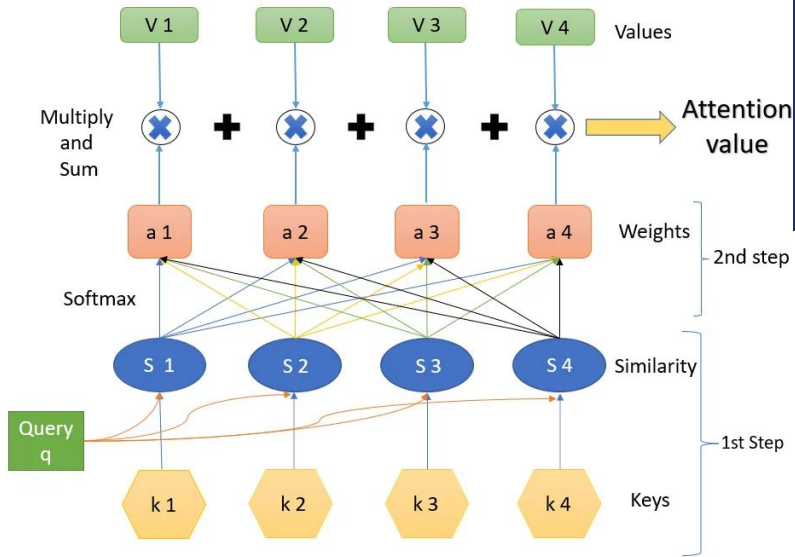 V 1
V 2
V 3
V 4
Values
Multiply
and
Sum
Attention
value
a 1
a 2
a 3
a 4
Weights
2nd step
Softmax
S 1
S 2
S 3
S 4
Similarity
Query
q
1st Step
k 1
k 2
k 3
k 4
Keys